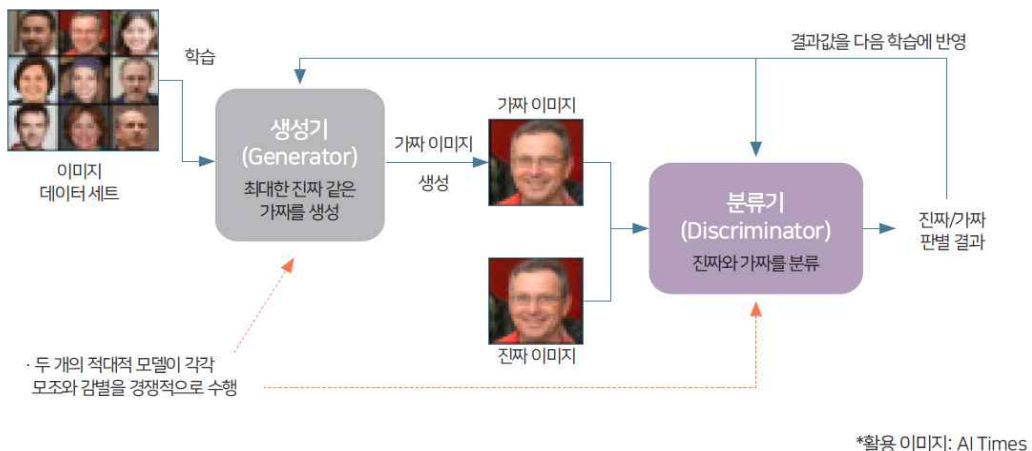 학습
결과값을 다음 학습에 반영
이미지
데이터 세트
생성기
(Generator)
최대한 진짜 같은
가짜를 생성
가짜 이미지
생성
가짜 이미지
진짜 이미지
분류기
(Discriminator)
진짜와 가짜를 분류
진짜/가짜
판별 결과
· 두 개의 적대적 모델이 각각
모조와 감별을 경쟁적으로 수행
*활용 이미지: AI Times